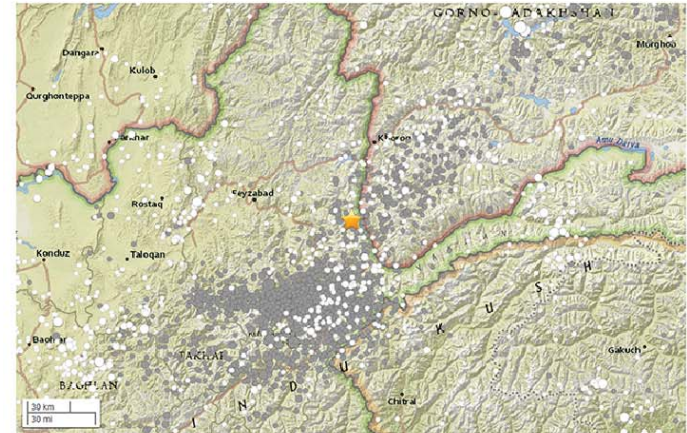 GORNO-BADAKHSHAN
Dangara
Morghob
Kulob
Qurghonteppa
Amu Darya
Feyzabad
Rostaq
Konduz
Taloqan
H I N D U K U S H
TAKHAR
Gakuch
BAGHLAN
Chitral
30 km
30 mi